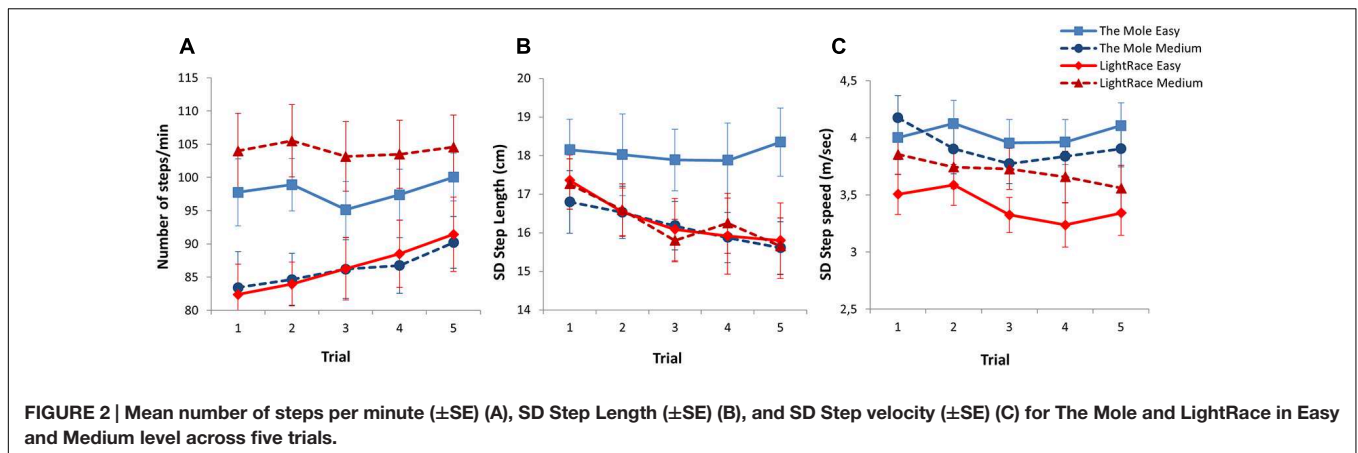 A
B
C
The Mole Easy
The Mole Medium
LightRace Easy
LightRace Medium
Number of steps/min
115
110
105
100
95
90
85
80
1 2 3 4 5
Trial
SD Step Length (cm)
20
19
18
17
16
15
14
1 2 3 4 5
Trial
SD Step speed (m/sec)
4,5
4
3,5
3
2,5
1 2 3 4 5
Trial
FIGURE 2 | Mean number of steps per minute (±SE) (A), SD Step Length (±SE) (B), and SD Step velocity (±SE) (C) for The Mole and LightRace in Easy
and Medium level across five trials.